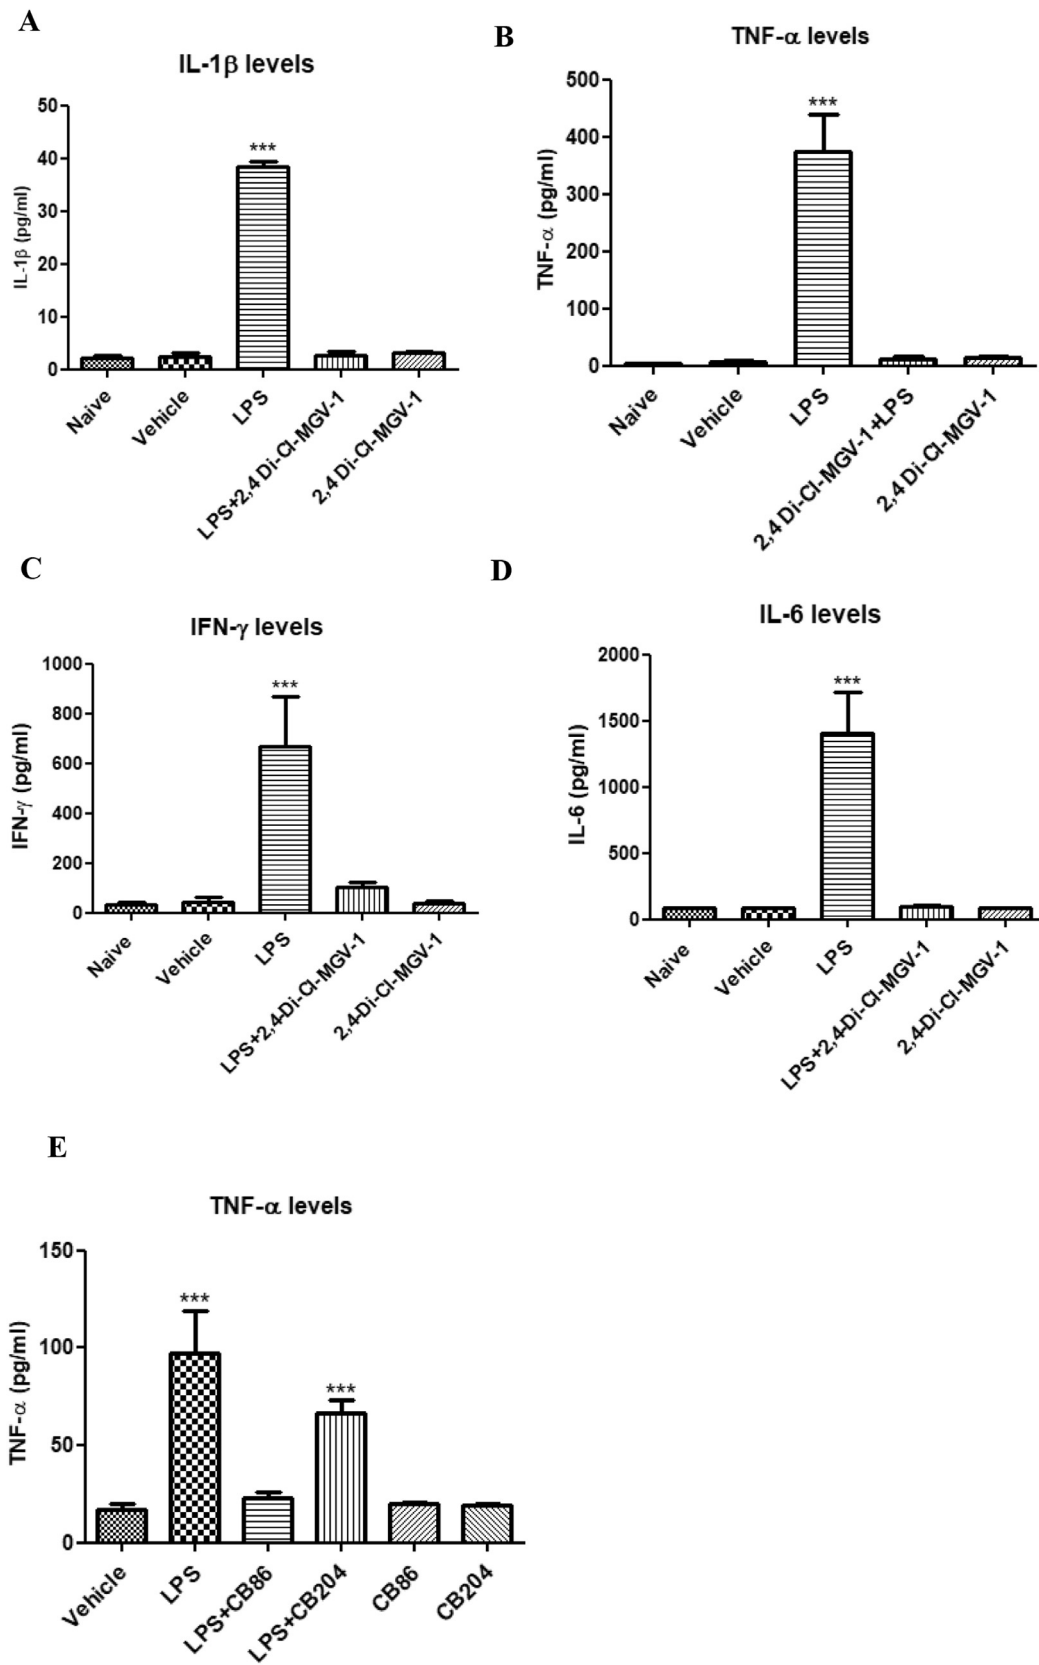 A
IL-1β levels
IL-1β (pg/ml)
50
40
30
20
10
0
***
Naive
Vehicle
LPS
LPS+2,4 Di-Cl-MGV-1
2,4 Di-Cl-MGV-1
B
TNF-α levels
TNF-α (pg/ml)
500
400
300
200
100
0
***
Naive
Vehicle
LPS
2,4 Di-Cl-MGV-1+LPS
2,4 Di-Cl-MGV-1
C
IFN-γ levels
IFN-γ (pg/ml)
1000
800
600
400
200
0
***
Naive
Vehicle
LPS
LPS+2,4-Di-Cl-MGV-1
2,4-Di-Cl-MGV-1
D
IL-6 levels
IL-6 (pg/ml)
2000
1500
1000
500
0
***
Naive
Vehicle
LPS
LPS+2,4-Di-Cl-MGV-1
2,4-Di-Cl-MGV-1
E
TNF-α levels
TNF-α (pg/ml)
150
100
50
0
***
***
Vehicle
LPS
LPS+CB86
LPS+CB204
CB86
CB204